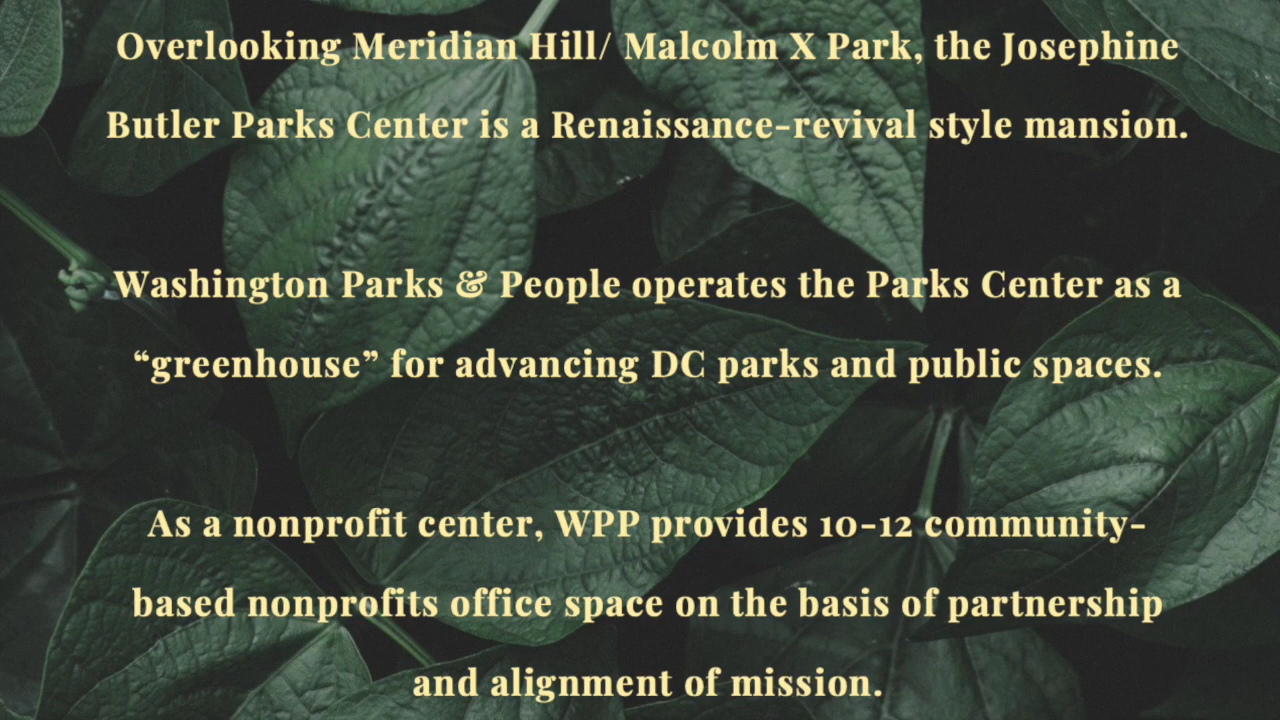 Overlooking Meridian Hill/ Malcolm X Park, the Josephine
Butler Parks Center is a Renaissance-revival style mansion.
Washington Parks & People operates the Parks Center as a
“greenhouse” for advancing DC parks and public spaces.
As a nonprofit center, WPP provides 10-12 community-
based nonprofits office space on the basis of partnership
and alignment of mission.